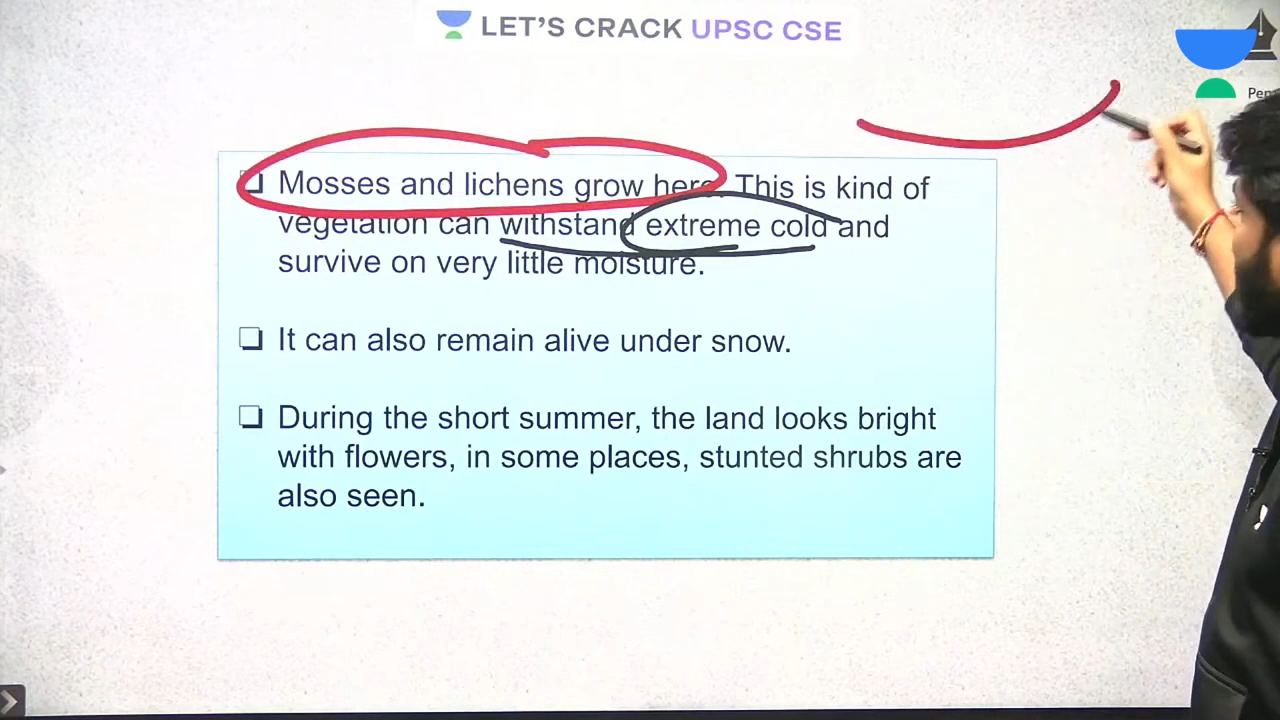 LET'S CRACK UPSC CSE
❏ Mosses and lichens grow here. This is kind of
vegetation can withstand extreme cold and
survive on very little moisture.
❏ It can also remain alive under snow.
❏ During the short summer, the land looks bright
with flowers, in some places, stunted shrubs are
also seen.